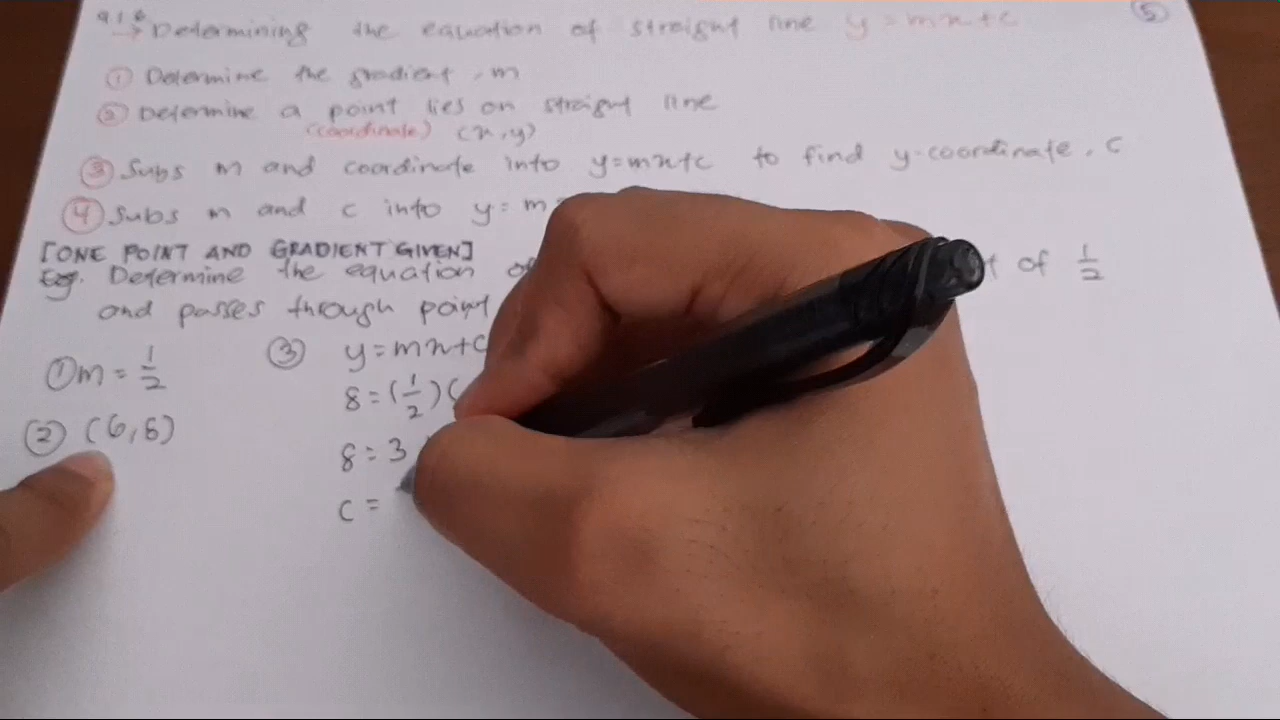 9.1.6
→ Determining the equation of straight line y = mx + c
⑤
① Determine the gradient, m
② Determine a point lies on straight line
(coordinate) (x, y)
③ Subs m and coordinate into y=mx+c to find y-coordinate, c
④ Subs m and c into y = m
[ONE POINT AND GRADIENT GIVEN]
Eg. Determine the equation of 1/2
and passes through point
① m = 1/2
② (6,8)
③ y = mx+c
8 = (1/2)(
8 = 3
c =